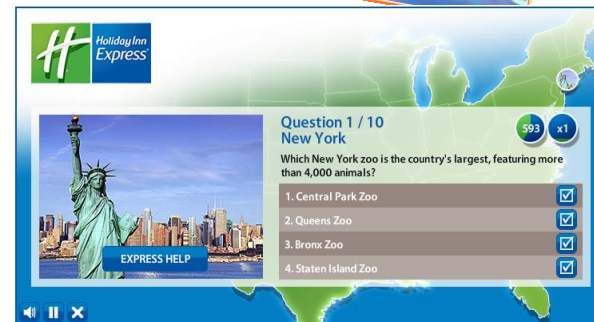 Holiday Inn
Express
Question 1 / 10
New York
593
x1
Which New York zoo is the country's largest, featuring more
than 4,000 animals?
1. Central Park Zoo
2. Queens Zoo
3. Bronx Zoo
4. Staten Island Zoo
EXPRESS HELP